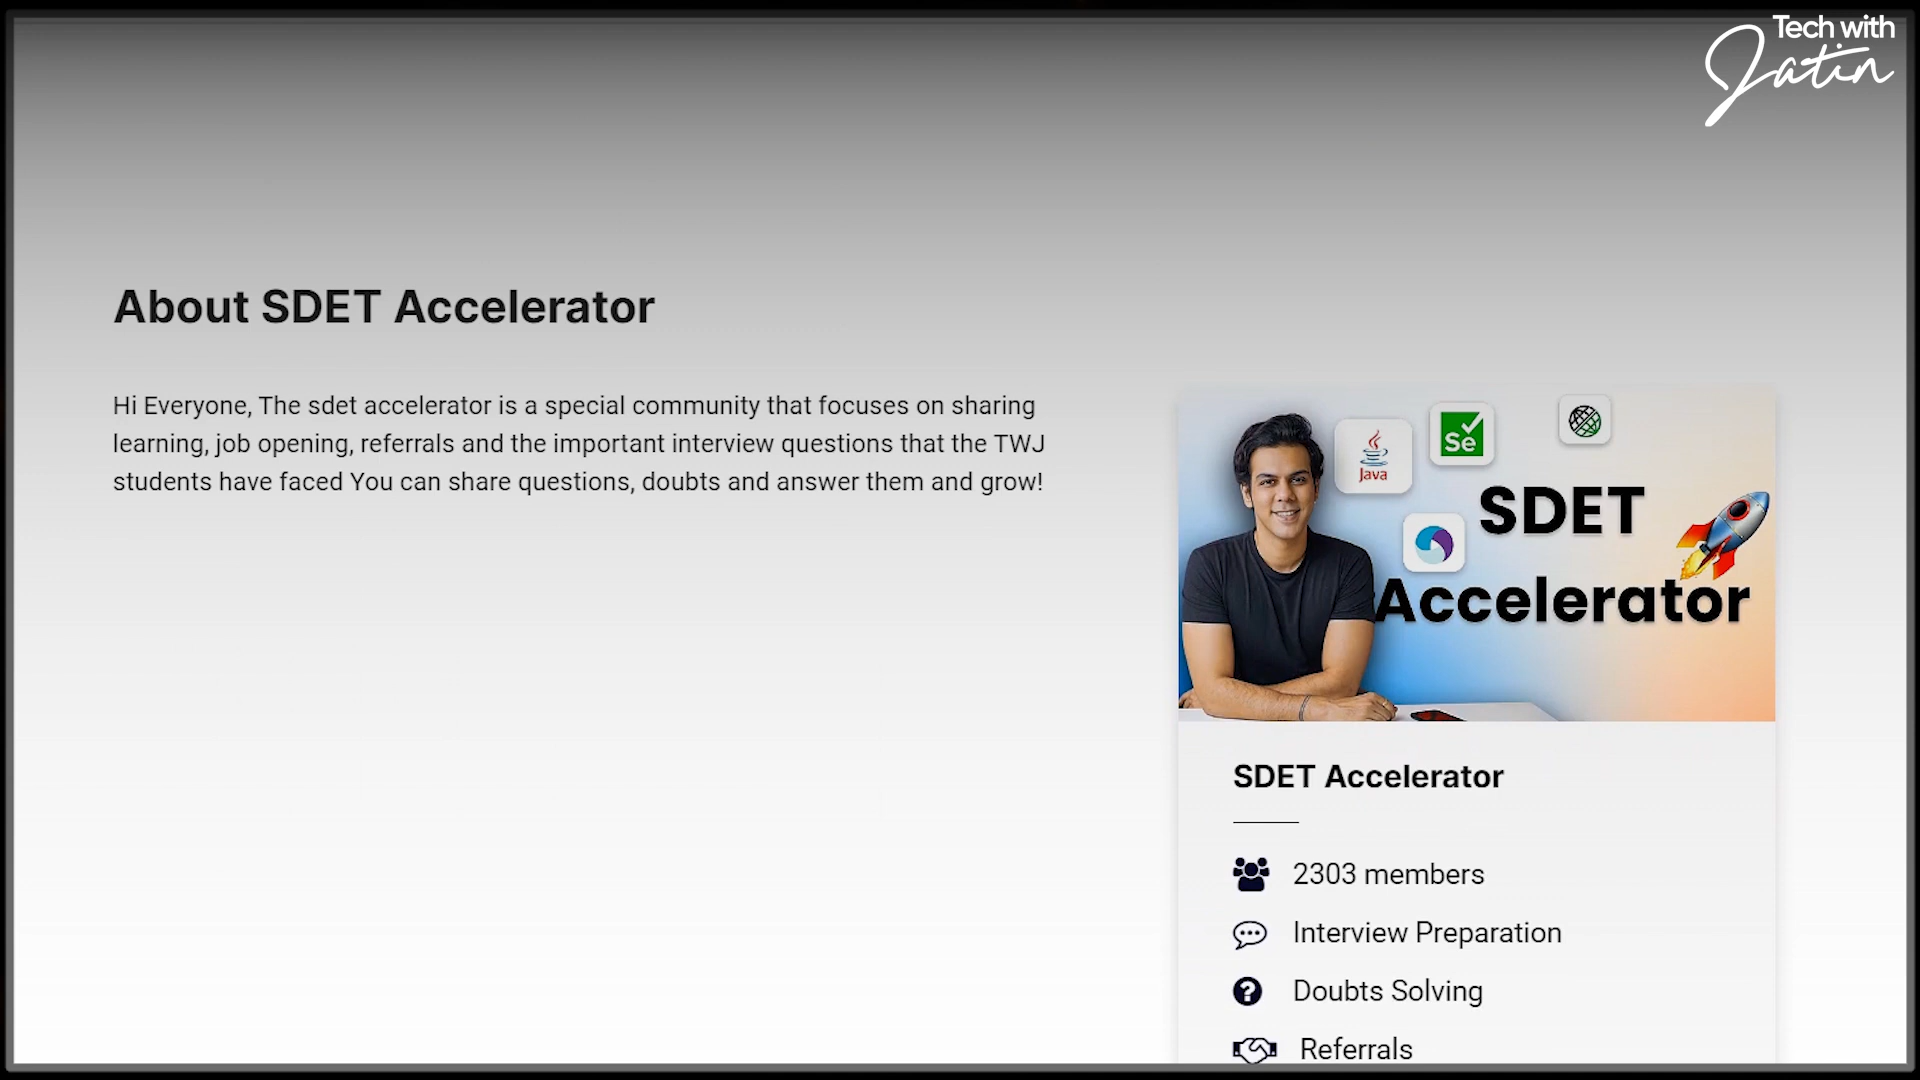 Tech with
Jatin
About SDET Accelerator
Hi Everyone, The sdet accelerator is a special community that focuses on sharing
learning, job opening, referrals and the important interview questions that the TWJ
students have faced You can share questions, doubts and answer them and grow!
Java
Se
SDET
Accelerator
SDET Accelerator
2303 members
Interview Preparation
Doubts Solving
Referrals